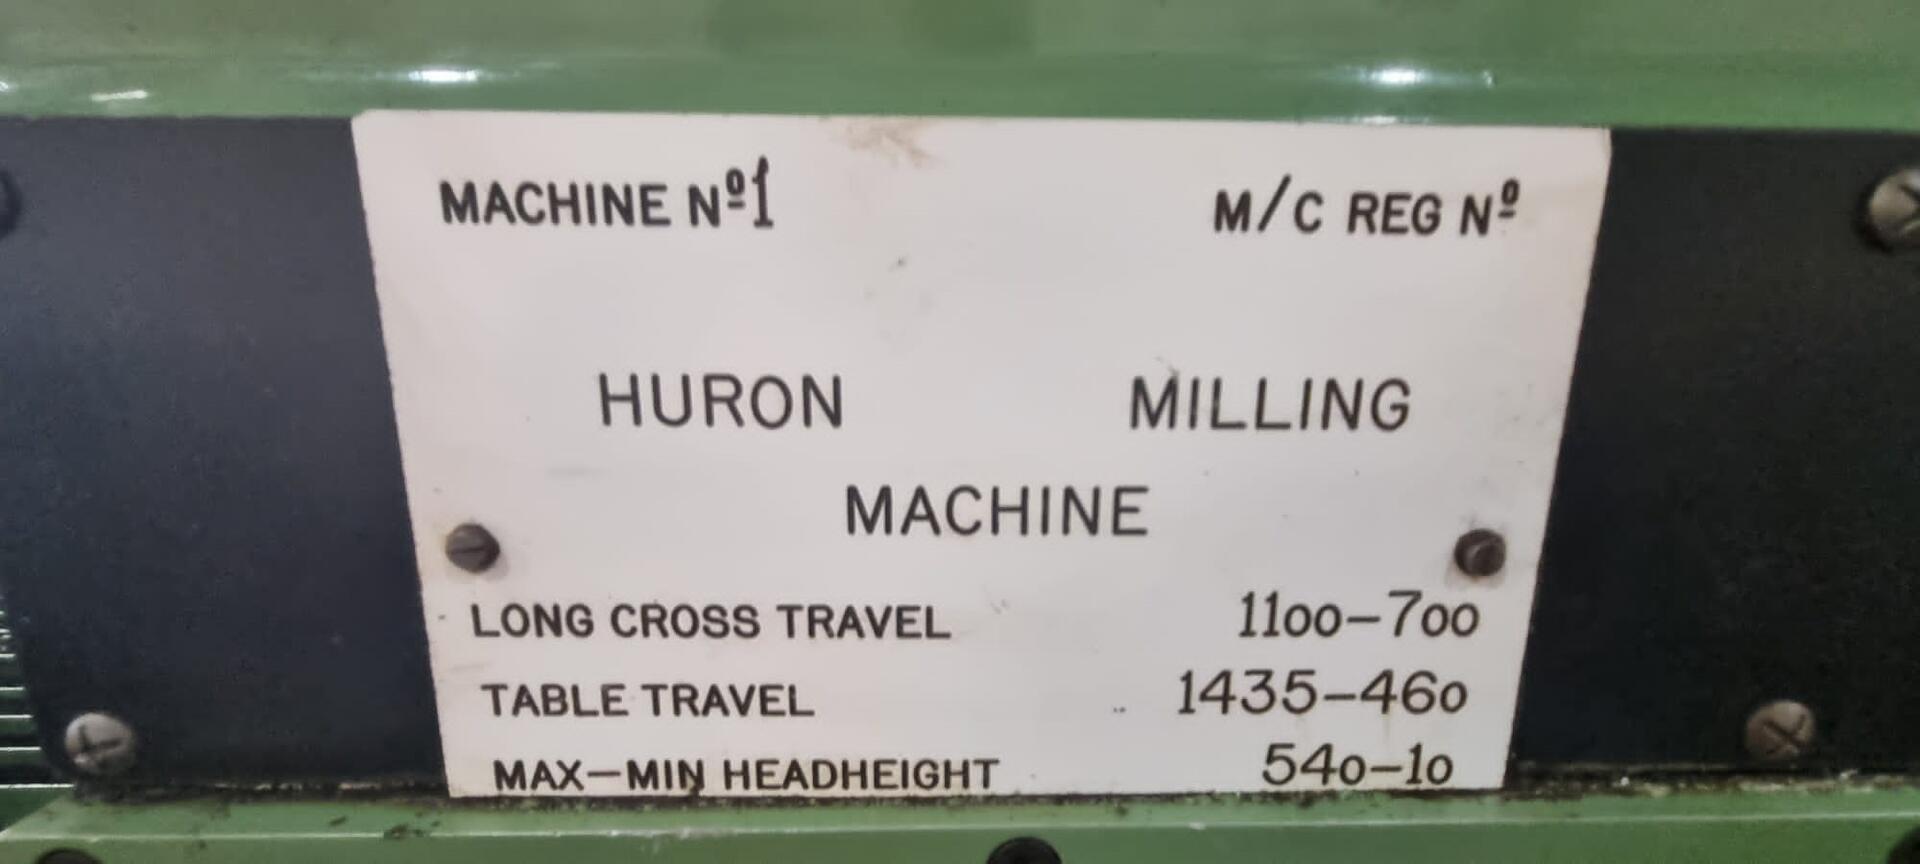 MACHINE Nº1 M/C REG Nº
HURON MILLING
MACHINE
LONG CROSS TRAVEL 1100-700
TABLE TRAVEL 1435-460
MAX-MIN HEADHEIGHT 540-10